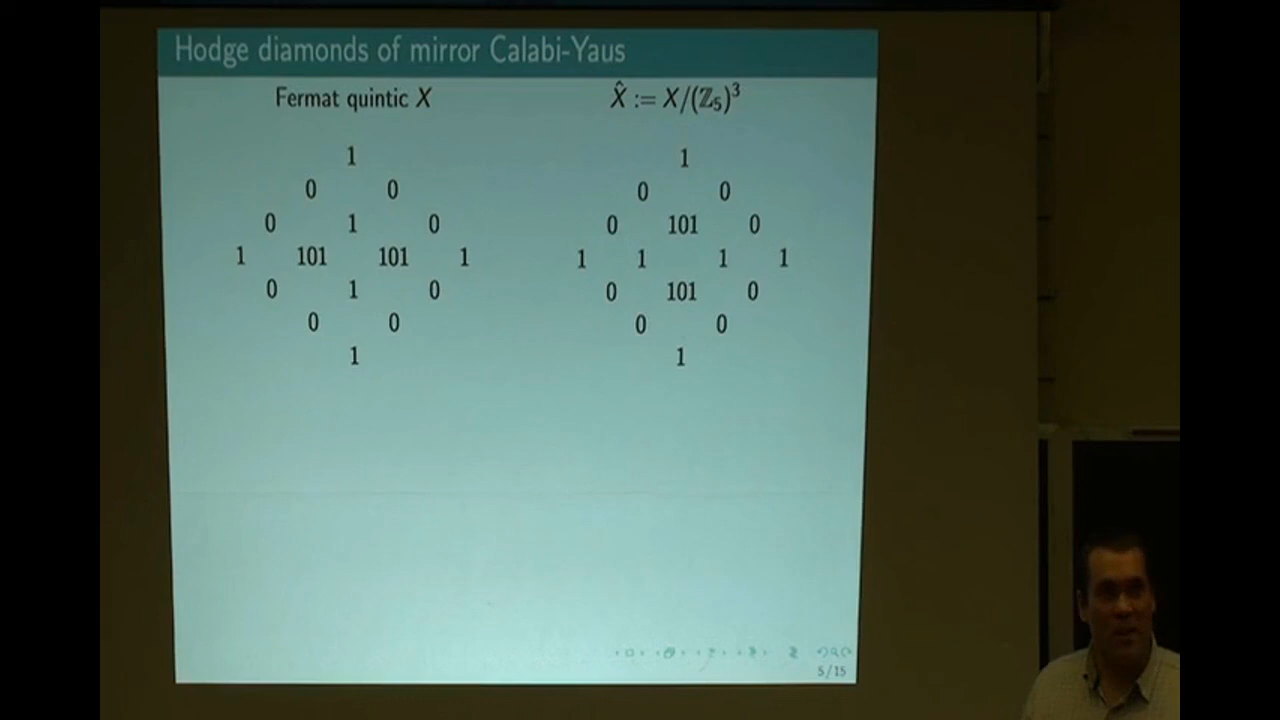 Hodge diamonds of mirror Calabi-Yaus
Fermat quintic X    X̂ := X/(ℤ₅)³
1    1
0 0    0 0
0 1 0    0 101 0
1 101 101 1    1 1 1 1
0 1 0    0 101 0
0 0    0 0
1    1
5/15